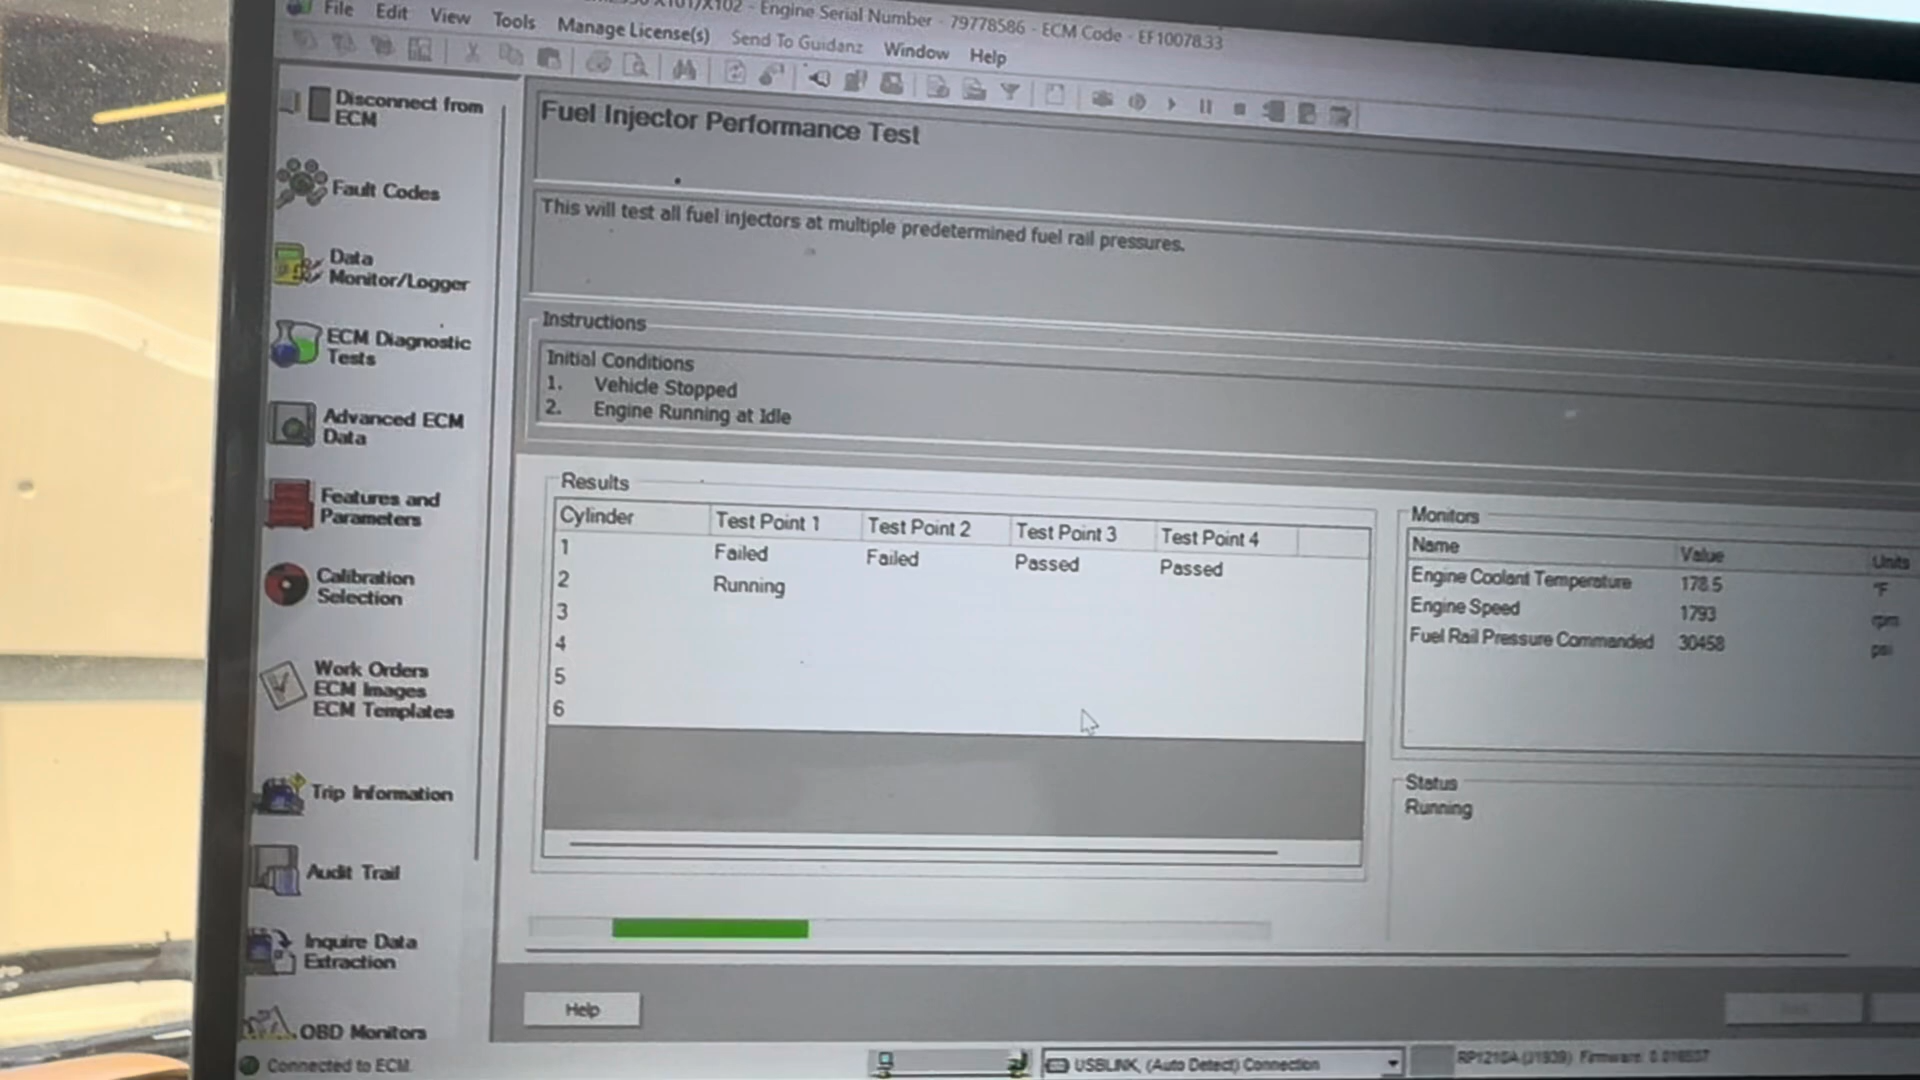 X101)/X102 - Engine Serial Number - 79778586 - ECM Code - EF10078.33
File Edit View Tools Manage License(s) Send To Guidanz Window Help
Disconnect from
ECM
Fault Codes
Data
Monitor/Logger
ECM Diagnostic
Tests
Advanced ECM
Data
Features and
Parameters
Calibration
Selection
Work Orders
ECM Images
ECM Templates
Trip Information
Audit Trail
Inquire Data
Extraction
OBD Monitors
Connected to ECM.
Fuel Injector Performance Test
This will test all fuel injectors at multiple predetermined fuel rail pressures.
Instructions
Initial Conditions
1. Vehicle Stopped
2. Engine Running at Idle
Results
Cylinder Test Point 1 Test Point 2 Test Point 3 Test Point 4
1 Failed Failed Passed Passed
2 Running
3
4
5
6
Monitors
Name Value Units
Engine Coolant Temperature 178.5 °F
Engine Speed 1793 rpm
Fuel Rail Pressure Commanded 30458 psi
Status
Running
Help
USBLINK, (Auto Detect) Connection
RP1210A (J1939) Firmware: